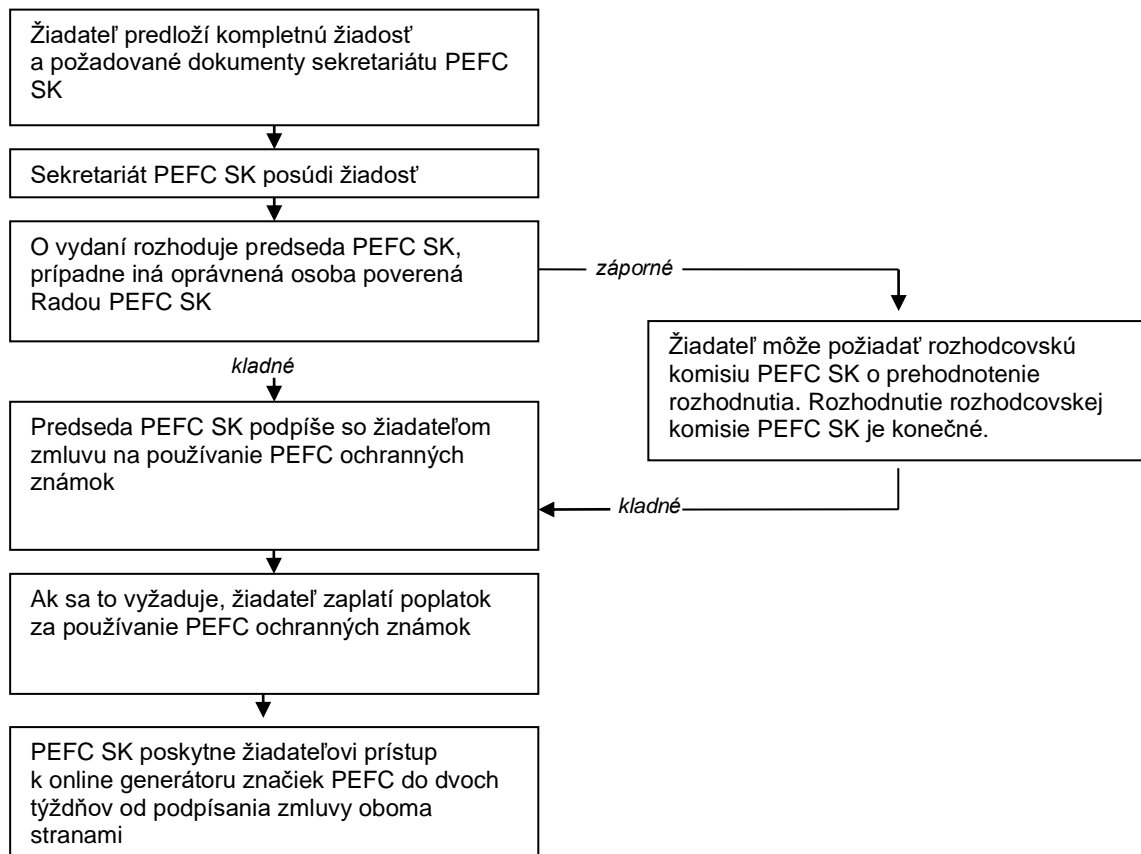 Žiadateľ predloží kompletnú žiadosť
a požadované dokumenty sekretariátu PEFC
SK
Sekretariát PEFC SK posúdi žiadosť
O vydaní rozhoduje predseda PEFC SK,
prípadne iná oprávnená osoba poverená
Radou PEFC SK
záporné
Žiadateľ môže požiadať rozhodcovskú
komisiu PEFC SK o prehodnotenie
rozhodnutia. Rozhodnutie rozhodcovskej
komisie PEFC SK je konečné.
kladné
Predseda PEFC SK podpíše so žiadateľom
zmluvu na používanie PEFC ochranných
známok
kladné
Ak sa to vyžaduje, žiadateľ zaplatí poplatok
za používanie PEFC ochranných známok
PEFC SK poskytne žiadateľovi prístup
k online generátoru značiek PEFC do dvoch
týždňov od podpísania zmluvy oboma
stranami